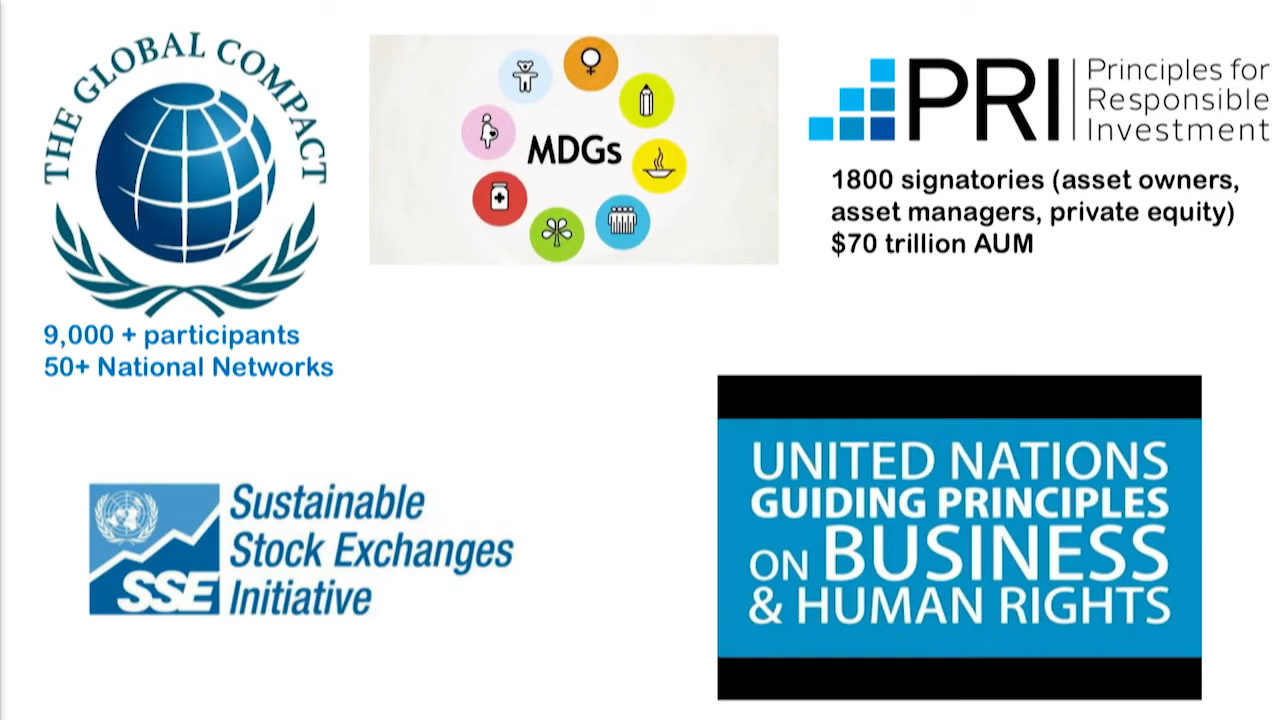 THE GLOBAL COMPACT
9,000 + participants
50+ National Networks
MDGs
PRI
Principles for
Responsible
Investment
1800 signatories (asset owners,
asset managers, private equity)
$70 trillion AUM
SSE
Sustainable
Stock Exchanges
Initiative
UNITED NATIONS
GUIDING PRINCIPLES
ON BUSINESS
& HUMAN RIGHTS